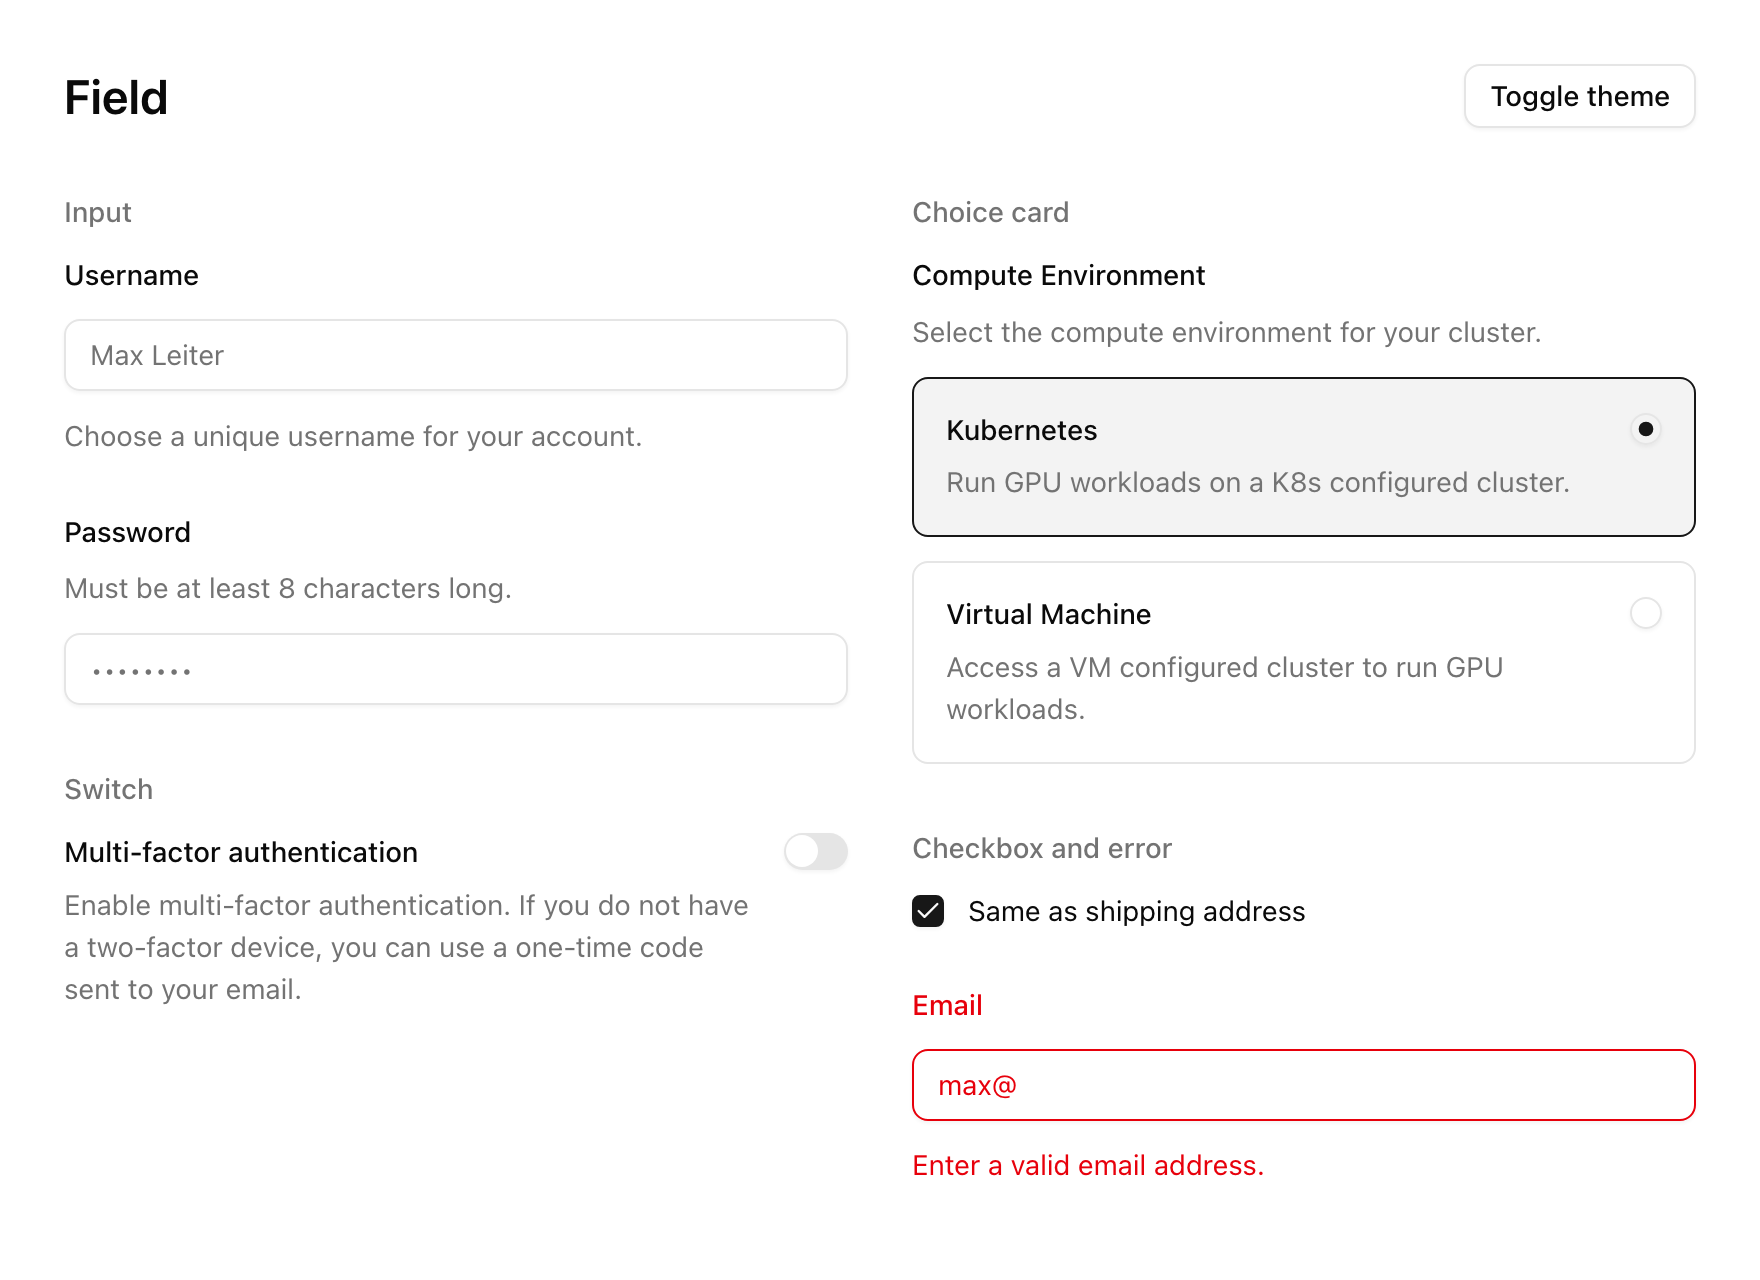 Field
Toggle theme
Input
Username
Max Leiter
Choose a unique username for your account.
Password
Must be at least 8 characters long.
••••••••
Switch
Multi-factor authentication
Enable multi-factor authentication. If you do not have
a two-factor device, you can use a one-time code
sent to your email.
Choice card
Compute Environment
Select the compute environment for your cluster.
Kubernetes
Run GPU workloads on a K8s configured cluster.
Virtual Machine
Access a VM configured cluster to run GPU
workloads.
Checkbox and error
Same as shipping address
Email
max@
Enter a valid email address.